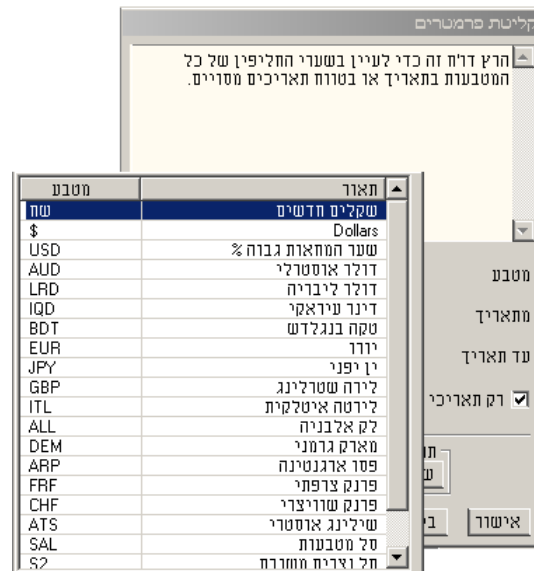 קליטת פרמטרים
הרץ דו'ח זה כדי לעיין בשערי החליפין של כל
המטבעות בתאריך או בטווח תאריכים מסויים.
תאור מטבע
שקלים חדשים שח
Dollars $
שער המחאות גבוה % USD
דולר אוסטרלי AUD
דולר ליבריה LRD
דינר עיראקי IQD
טקה בנגלדש BDT
יורו EUR
ין יפני JPY
לירה שטרלינג GBP
לירטה איטלקית ITL
לק אלבניה ALL
מארק גרמני DEM
פסו ארגנטינה ARP
פרנק צרפתי FRF
פרנק שוויצרי CHF
שילינג אוסטרי ATS
סל מטבעות SAL
S2
מטבע
מתאריך
עד תאריך
רק תאריכי
אישור